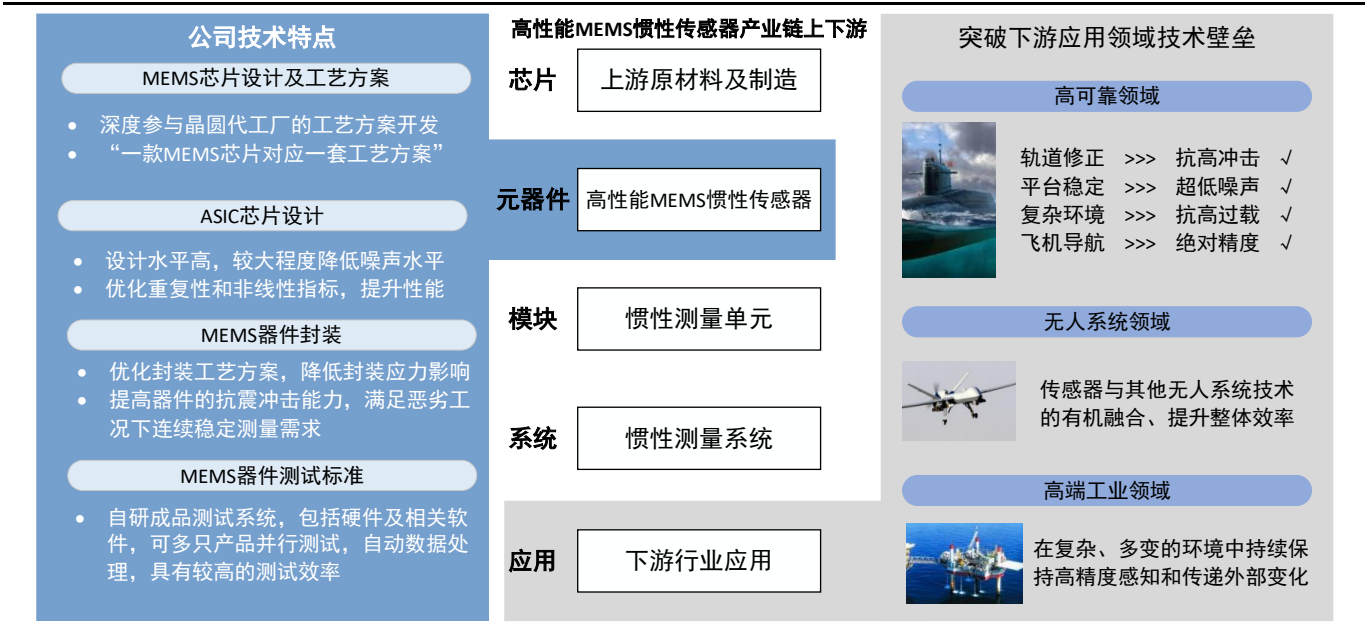 公司技术特点
MEMS芯片设计及工艺方案
• 深度参与晶圆代工厂的工艺方案开发
• “一款MEMS芯片对应一套工艺方案”
ASIC芯片设计
• 设计水平高，较大程度降低噪声水平
• 优化重复性和非线性指标，提升性能
MEMS器件封装
• 优化封装工艺方案，降低封装应力影响
• 提高器件的抗震冲击能力，满足恶劣工
况下连续稳定测量需求
MEMS器件测试标准
• 自研成品测试系统，包括硬件及相关软
件，可多只产品并行测试，自动数据处
理，具有较高的测试效率
高性能MEMS惯性传感器产业链上下游
芯片 上游原材料及制造
元器件 高性能MEMS惯性传感器
模块 惯性测量单元
系统 惯性测量系统
应用 下游行业应用
突破下游应用领域技术壁垒
高可靠领域
轨道修正 >>> 抗高冲击 √
平台稳定 >>> 超低噪声 √
复杂环境 >>> 抗高过载 √
飞机导航 >>> 绝对精度 √
无人系统领域
传感器与其他无人系统技术
的有机融合、提升整体效率
高端工业领域
在复杂、多变的环境中持续保
持高精度感知和传递外部变化